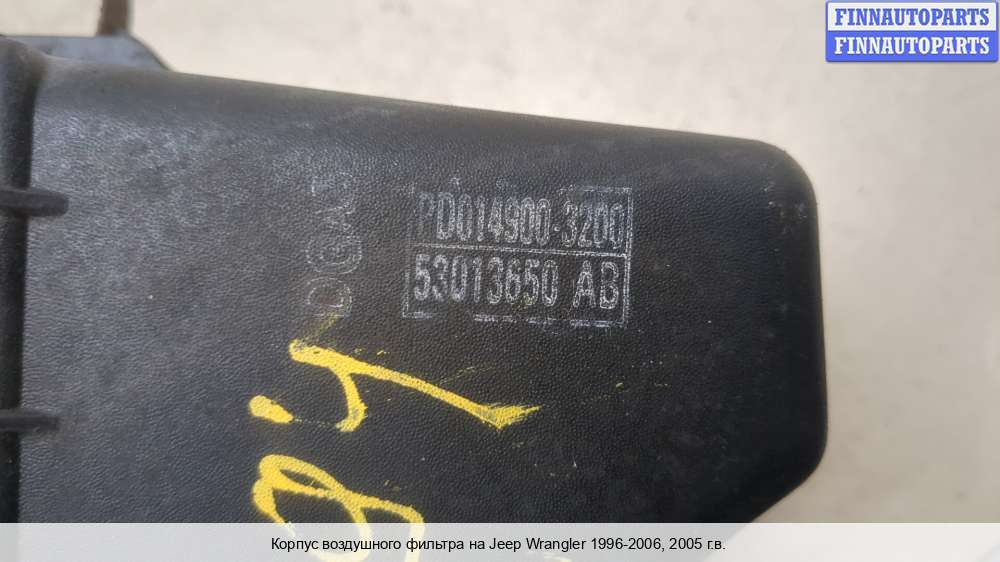 FINNAUTOPARTS
FINNAUTOPARTS
PD014900-3200
53013650 AB
Корпус воздушного фильтра на Jeep Wrangler 1996-2006, 2005 г.в.